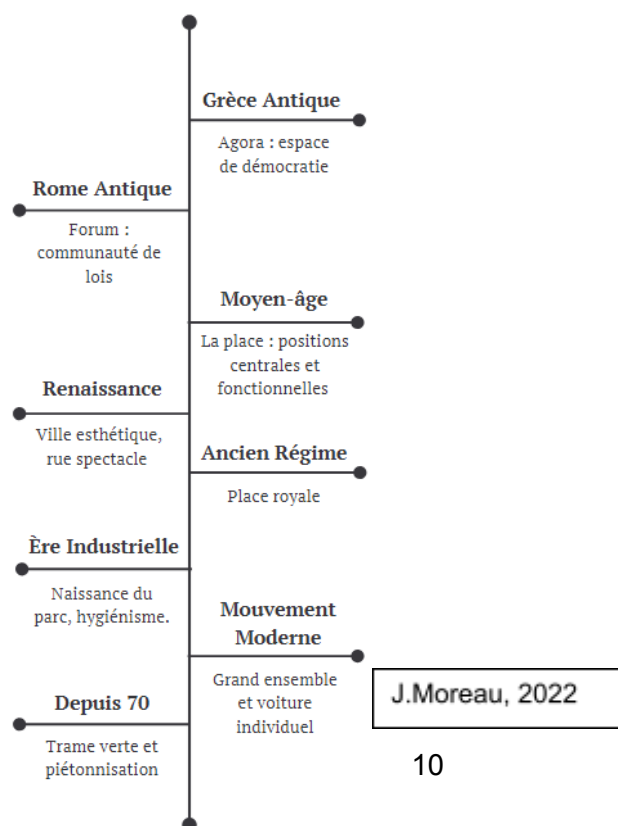 Grèce Antique
Agora : espace
de démocratie
Rome Antique
Forum :
communauté de
lois
Moyen-âge
La place : positions
centrales et
fonctionnelles
Renaissance
Ville esthétique,
rue spectacle
Ancien Régime
Place royale
Ère Industrielle
Naissance du
parc, hygiénisme.
Mouvement
Moderne
Grand ensemble
et voiture
individuel
Depuis 70
Trame verte et
piétonnisation
J.Moreau, 2022
10